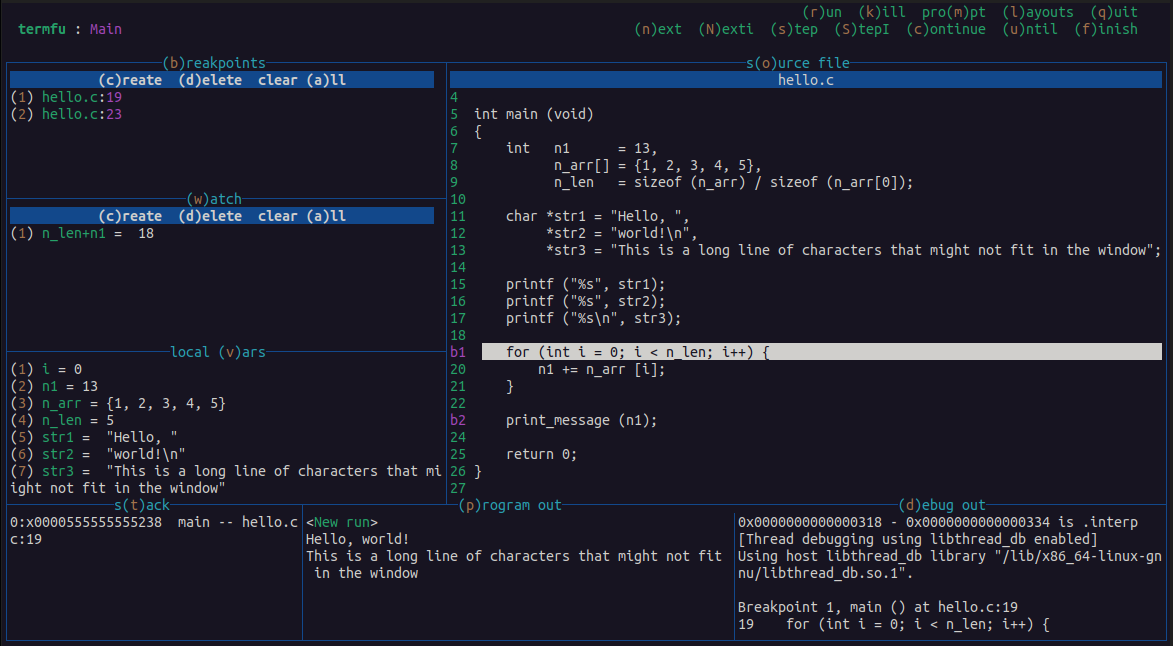 (r)un  (k)ill  pro(m)pt  (l)ayouts  (q)uit
termfu : Main
(n)ext  (N)exti  (s)tep  (S)tepI  (c)ontinue  (u)ntil  (f)inish
(b)reakpoints
(c)reate  (d)elete  clear (a)ll
(1) hello.c:19
(2) hello.c:23
(w)atch
(c)reate  (d)elete  clear (a)ll
(1) n_len+n1 =  18
local (v)ars
(1) i = 0
(2) n1 = 13
(3) n_arr = {1, 2, 3, 4, 5}
(4) n_len = 5
(5) str1 =  "Hello, "
(6) str2 =  "world!\n"
(7) str3 =  "This is a long line of characters that mi
ight not fit in the window"
s(o)urce file
hello.c
4
5  int main (void)
6  {
7      int   n1      = 13,
8            n_arr[] = {1, 2, 3, 4, 5},
9            n_len   = sizeof (n_arr) / sizeof (n_arr[0]);
10
11     char *str1 = "Hello, ",
12          *str2 = "world!\n",
13          *str3 = "This is a long line of characters that might not fit in the window";
14
15     printf ("%s", str1);
16     printf ("%s", str2);
17     printf ("%s\n", str3);
18
b1     for (int i = 0; i < n_len; i++) {
20         n1 += n_arr [i];
21     }
22
b2     print_message (n1);
24
25     return 0;
26 }
27
s(t)ack
0:x0000555555555238  main -- hello.c
c:19
(p)rogram out
<New run>
Hello, world!
This is a long line of characters that might not fit
 in the window
(d)ebug out
0x0000000000000318 - 0x0000000000000334 is .interp
[Thread debugging using libthread_db enabled]
Using host libthread_db library "/lib/x86_64-linux-gn
nu/libthread_db.so.1".
Breakpoint 1, main () at hello.c:19
19    for (int i = 0; i < n_len; i++) {